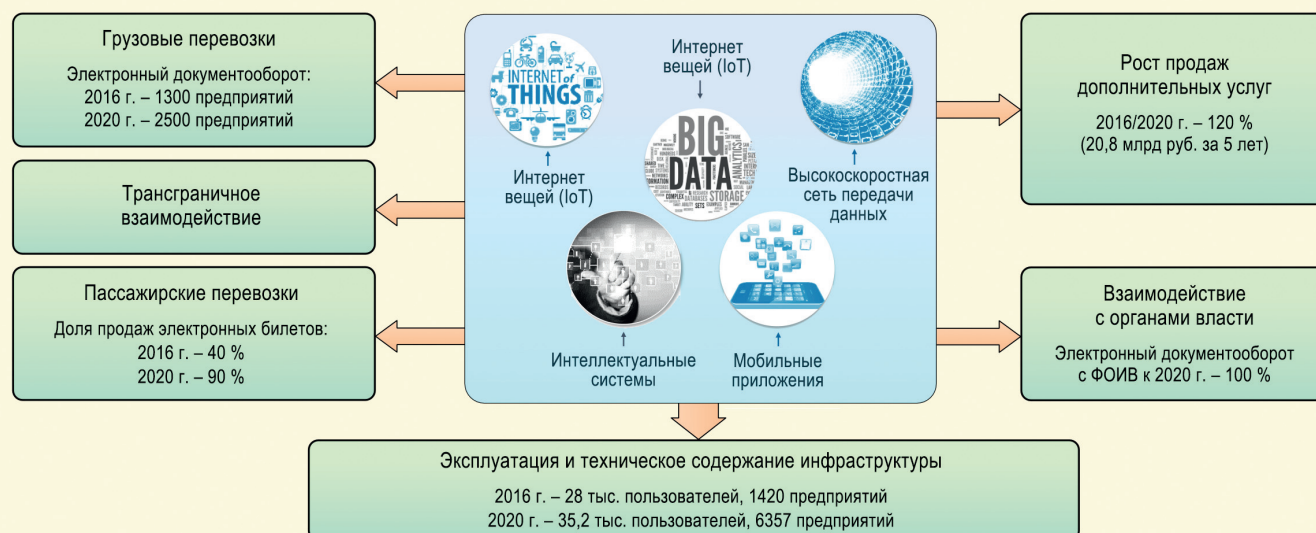 Грузовые перевозки
Электронный документооборот:
2016 г. – 1300 предприятий
2020 г. – 2500 предприятий
Трансграничное
взаимодействие
Пассажирские перевозки
Доля продаж электронных билетов:
2016 г. – 40 %
2020 г. – 90 %
INTERNET of
THINGS
Интернет
вещей (IoT)
Интернет
вещей (IoT)
BIG
DATA
ANALYTICS
STORAGE
COMPLEX
SETS
Высокоскоростная
сеть передачи
данных
Интеллектуальные
системы
Мобильные
приложения
Рост продаж
дополнительных услуг
2016/2020 г. – 120 %
(20,8 млрд руб. за 5 лет)
Взаимодействие
с органами власти
Электронный документооборот
с ФОИВ к 2020 г. – 100 %
Эксплуатация и техническое содержание инфраструктуры
2016 г. – 28 тыс. пользователей, 1420 предприятий
2020 г. – 35,2 тыс. пользователей, 6357 предприятий